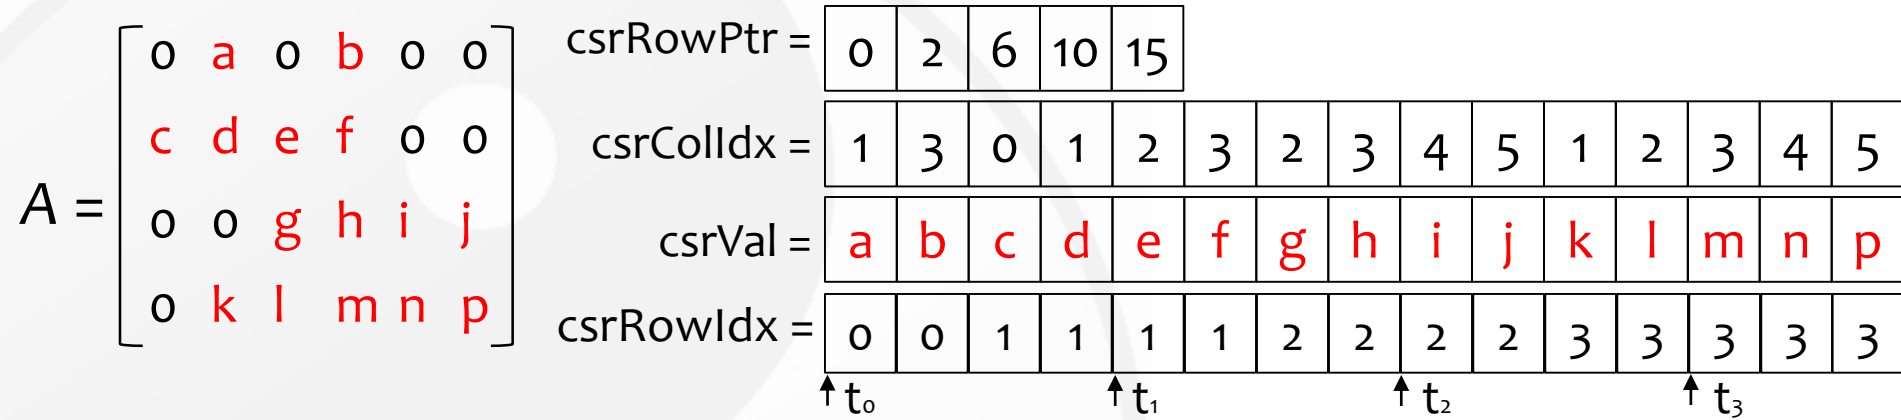 A =
0 a 0 b 0 0
c d e f 0 0
0 0 g h i j
0 k l m n p
csrRowPtr = 0 2 6 10 15
csrColIdx = 1 3 0 1 2 3 2 3 4 5 1 2 3 4 5
csrVal = a b c d e f g h i j k l m n p
csrRowIdx = 0 0 1 1 1 1 2 2 2 2 3 3 3 3 3
t₀ t₁ t₂ t₃